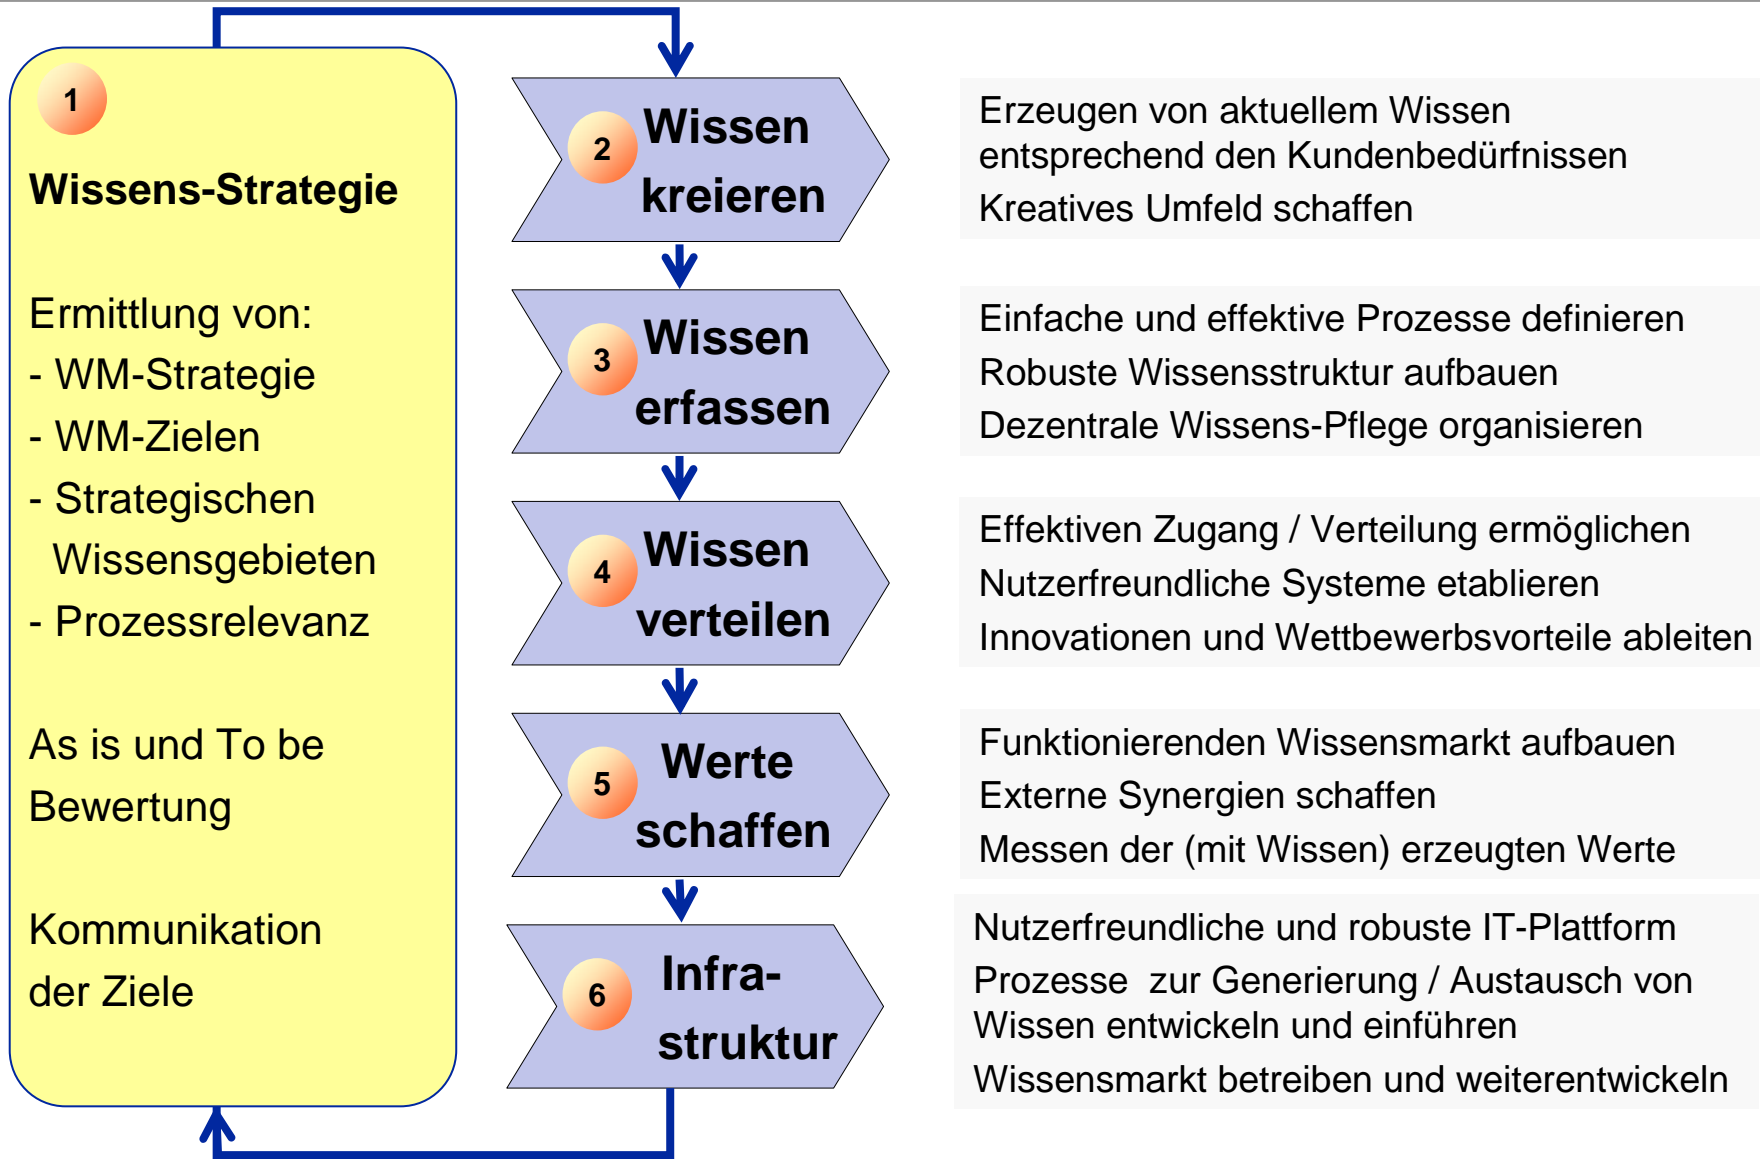 1
Wissens-Strategie
Ermittlung von:
- WM-Strategie
- WM-Zielen
- Strategischen
Wissensgebieten
- Prozessrelevanz
As is und To be
Bewertung
Kommunikation
der Ziele
2
Wissen
kreieren
Erzeugen von aktuellem Wissen
entsprechend den Kundenbedürfnissen
Kreatives Umfeld schaffen
3
Wissen
erfassen
Einfache und effektive Prozesse definieren
Robuste Wissensstruktur aufbauen
Dezentrale Wissens-Pflege organisieren
4
Wissen
verteilen
Effektiven Zugang / Verteilung ermöglichen
Nutzerfreundliche Systeme etablieren
Innovationen und Wettbewerbsvorteile ableiten
5
Werte
schaffen
Funktionierenden Wissensmarkt aufbauen
Externe Synergien schaffen
Messen der (mit Wissen) erzeugten Werte
6
Infra-
struktur
Nutzerfreundliche und robuste IT-Plattform
Prozesse  zur Generierung / Austausch von
Wissen entwickeln und einführen
Wissensmarkt betreiben und weiterentwickeln